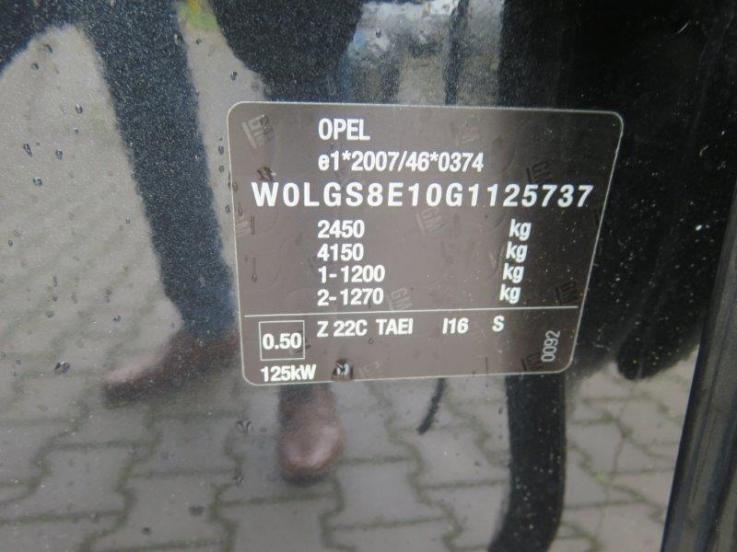 OPEL
e1*2007/46*0374
W0LGS8E10G1125737
2450 kg
4150 kg
1-1200 kg
2-1270 kg
0.50 Z 22C TAEI I16 S
125kW
0092